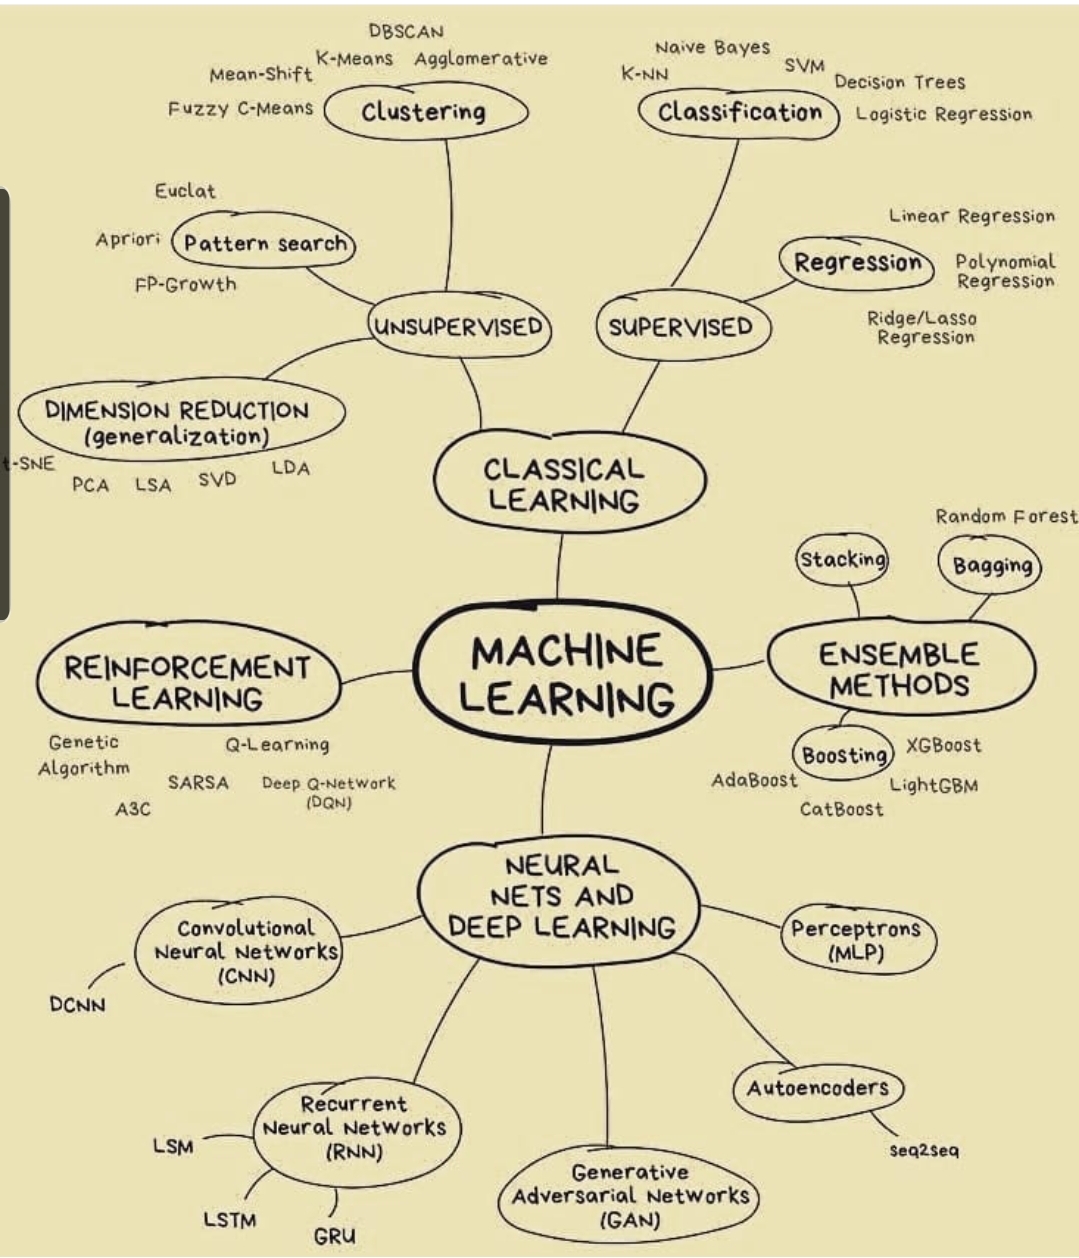 DBSCAN
K-Means
Agglomerative
Mean-Shift
Fuzzy C-Means
Clustering
Naive Bayes
SVM
K-NN
Decision Trees
Classification
Logistic Regression
Euclat
Apriori
Pattern search
FP-Growth
Linear Regression
Regression
Polynomial
Regression
Ridge/Lasso
Regression
UNSUPERVISED
SUPERVISED
DIMENSION REDUCTION
(generalization)
t-SNE
PCA
LSA
SVD
LDA
CLASSICAL
LEARNING
Random Forest
Stacking
Bagging
MACHINE
LEARNING
REINFORCEMENT
LEARNING
Genetic
Algorithm
Q-Learning
SARSA
Deep Q-Network
(DQN)
A3C
ENSEMBLE
METHODS
Boosting
XGBoost
AdaBoost
LightGBM
CatBoost
NEURAL
NETS AND
DEEP LEARNING
Convolutional
Neural Networks
(CNN)
DCNN
Perceptrons
(MLP)
Autoencoders
seq2seq
Recurrent
Neural Networks
(RNN)
LSM
LSTM
GRU
Generative
Adversarial Networks
(GAN)